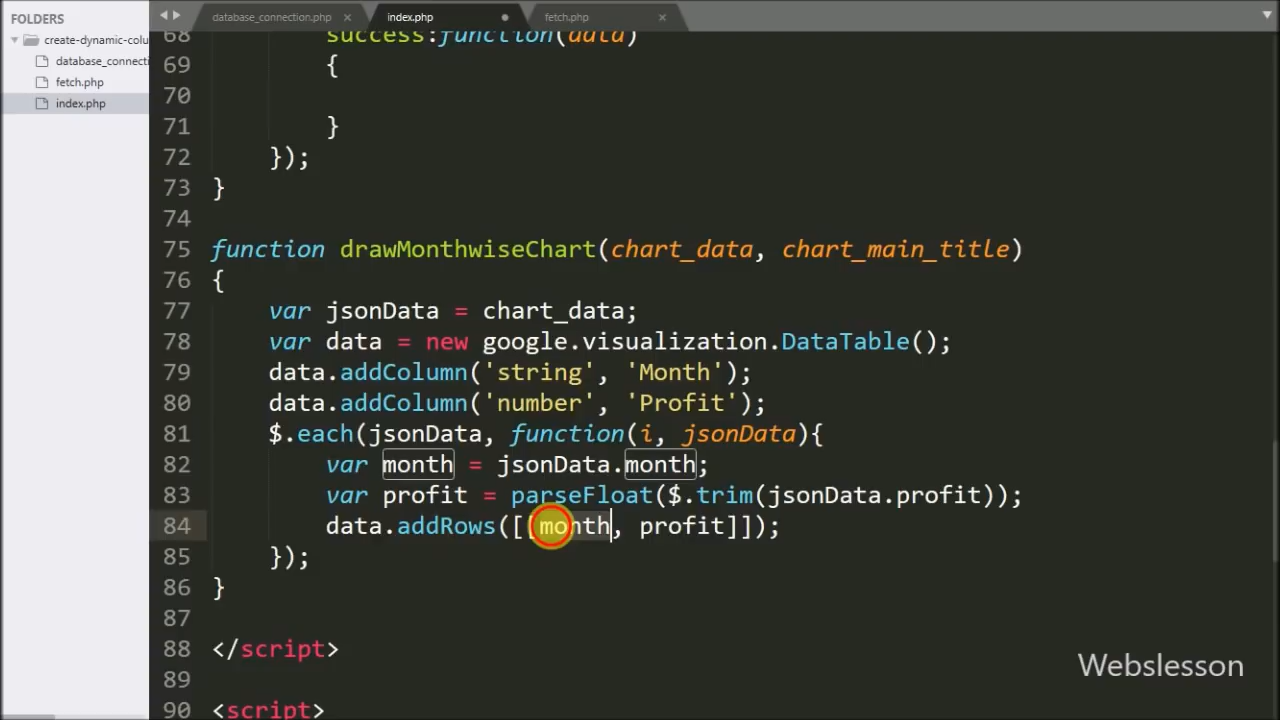 FOLDERS
create-dynamic-colu
database_connecti
fetch.php
index.php
database_connection.php ×
index.php
fetch.php ×
68 success:function(data)
69 {
70
71 }
72 });
73 }
74
75 function drawMonthwiseChart(chart_data, chart_main_title)
76 {
77 var jsonData = chart_data;
78 var data = new google.visualization.DataTable();
79 data.addColumn('string', 'Month');
80 data.addColumn('number', 'Profit');
81 $.each(jsonData, function(i, jsonData){
82 var month = jsonData.month;
83 var profit = parseFloat($.trim(jsonData.profit));
84 data.addRows([[month, profit]]);
85 });
86 }
87
88 </script>
89
90 <script>
Webslesson